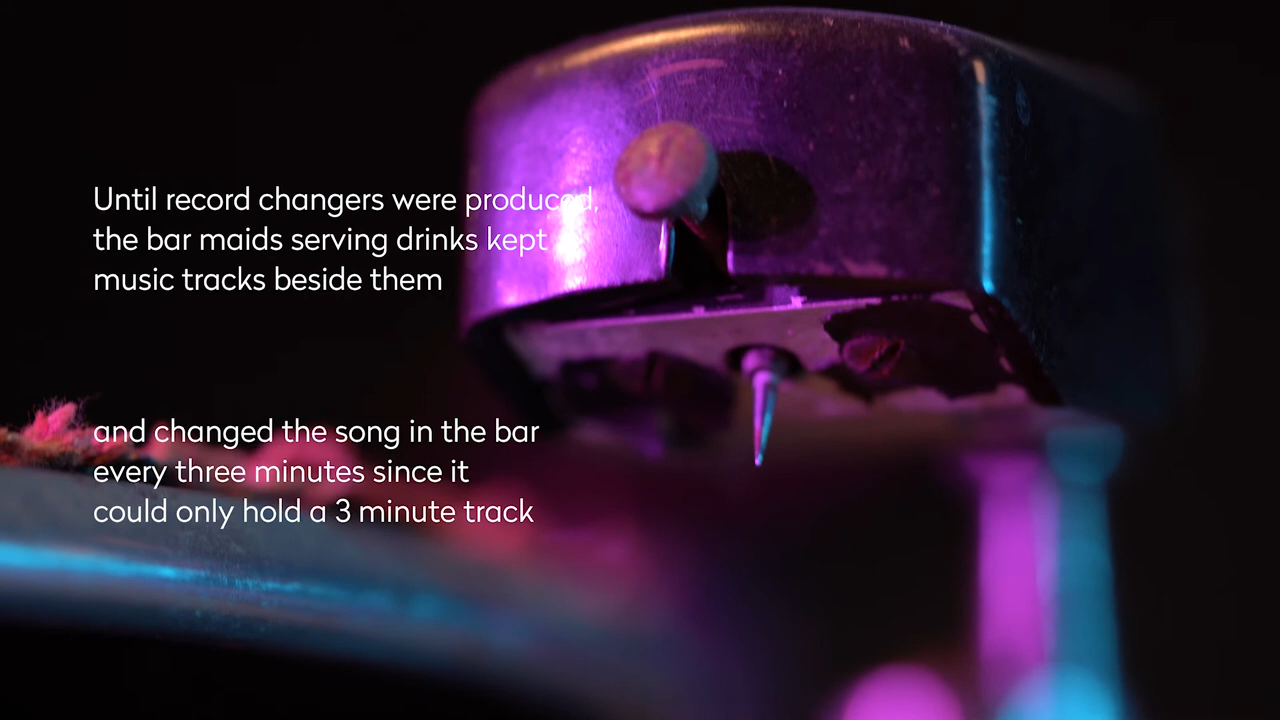 Until record changers were produced,
the bar maids serving drinks kept
music tracks beside them
and changed the song in the bar
every three minutes since it
could only hold a 3 minute track